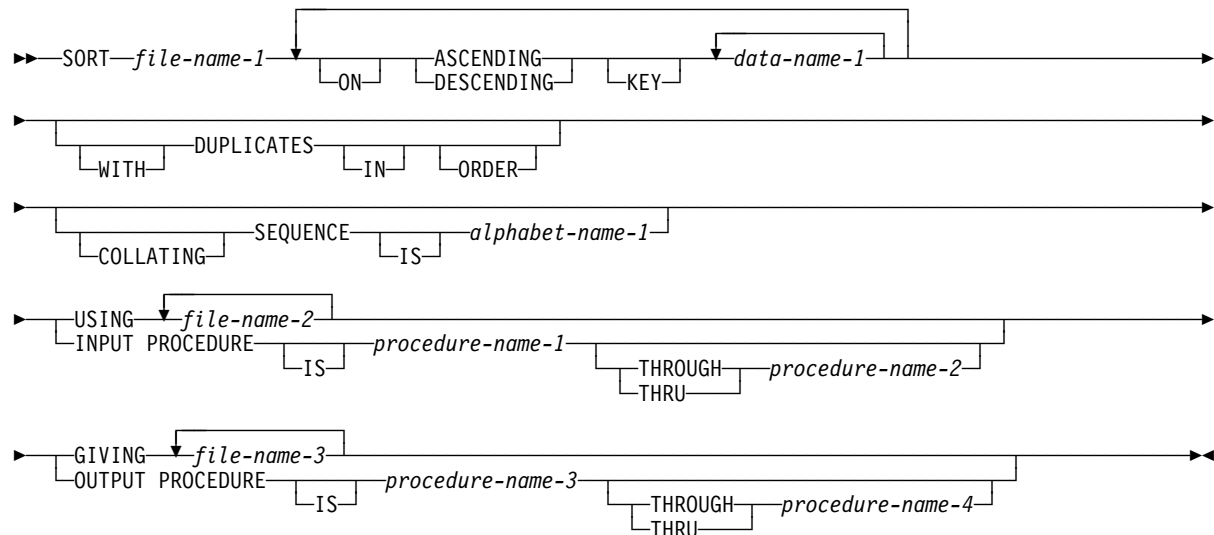 SORT file-name-1 ON ASCENDING KEY data-name-1
DESCENDING
WITH DUPLICATES IN ORDER
COLLATING SEQUENCE IS alphabet-name-1
USING file-name-2
INPUT PROCEDURE IS procedure-name-1 THROUGH procedure-name-2
THRU
GIVING file-name-3
OUTPUT PROCEDURE IS procedure-name-3 THROUGH procedure-name-4
THRU